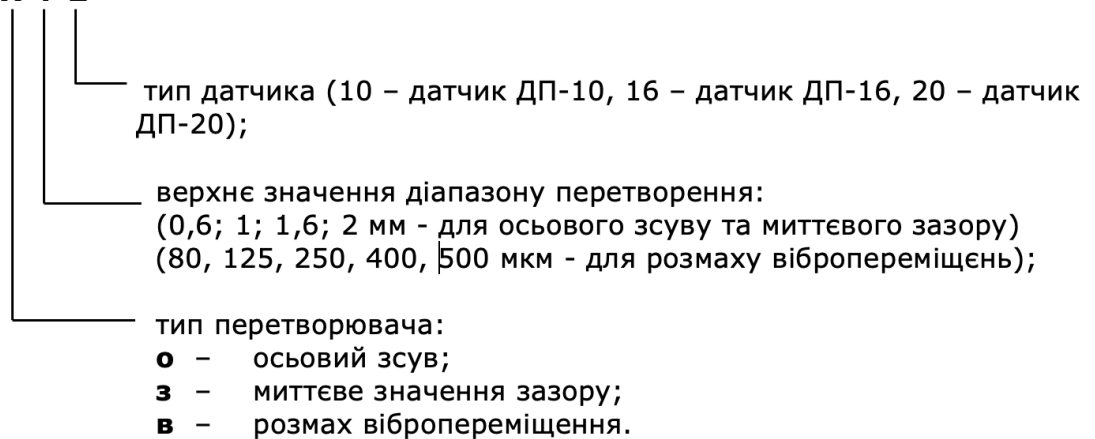 тип датчика (10 – датчик ДП-10, 16 – датчик ДП-16, 20 – датчик
ДП-20);
верхнє значення діапазону перетворення:
(0,6; 1; 1,6; 2 мм - для осьового зсуву та миттєвого зазору)
(80, 125, 250, 400, 500 мкм - для розмаху вібропереміщєнь);
тип перетворювача:
о – осьовий зсув;
з – миттєве значення зазору;
в – розмах вібропереміщення.